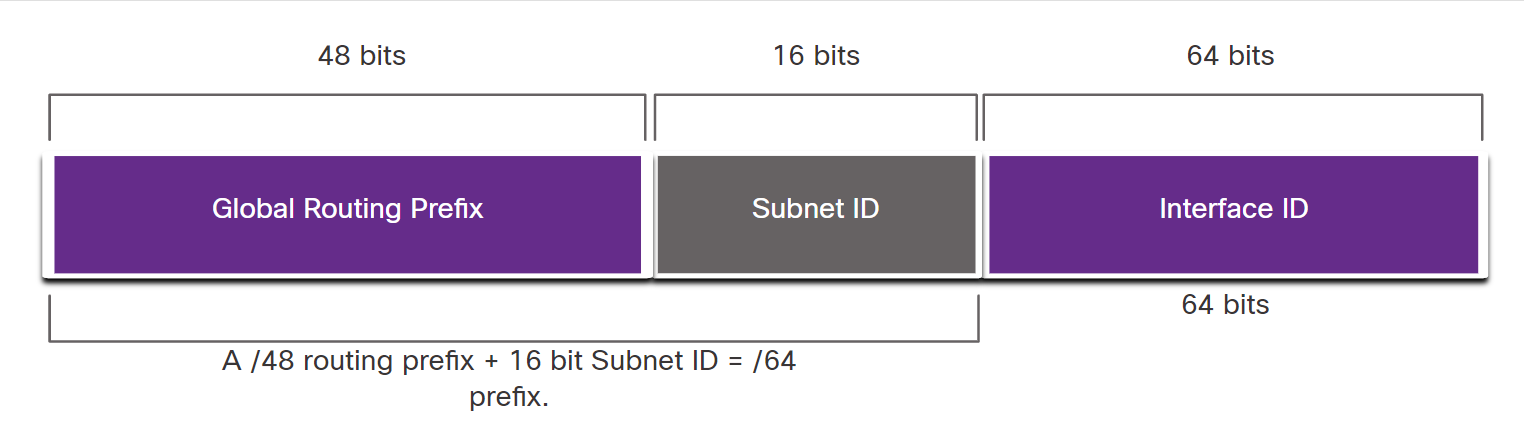 48 bits
16 bits
64 bits
Global Routing Prefix
Subnet ID
Interface ID
64 bits
A /48 routing prefix + 16 bit Subnet ID = /64
prefix.